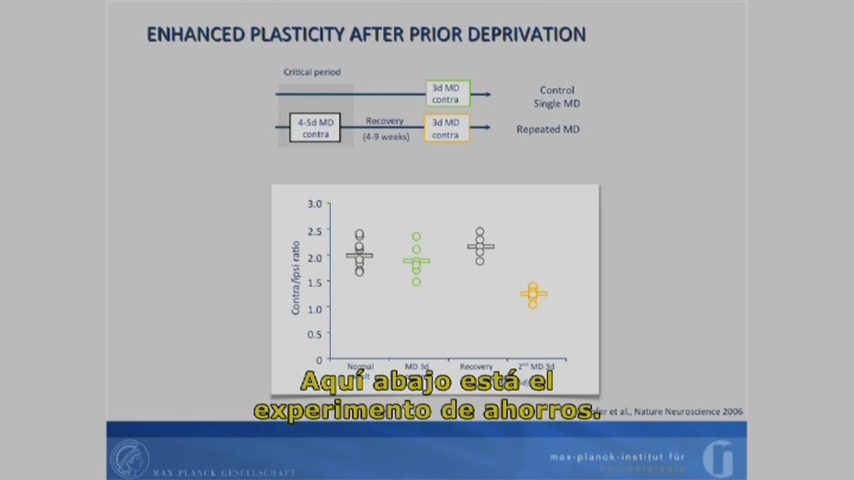 ENHANCED PLASTICITY AFTER PRIOR DEPRIVATION
Critical period
3d MD
contra
Control
Single MD
4-5d MD
contra
Recovery
(4-9 weeks)
3d MD
contra
Repeated MD
Contra/ipsi ratio
3.0
2.5
2.0
1.5
1.0
0.5
0
Normal
MD 3d
Recovery
2nd MD 3d
Aquí abajo está el
experimento de ahorros.
et al., Nature Neuroscience 2006
MAX PLANCK GESELLSCHAFT
max-planck-institut für
neurobiologie